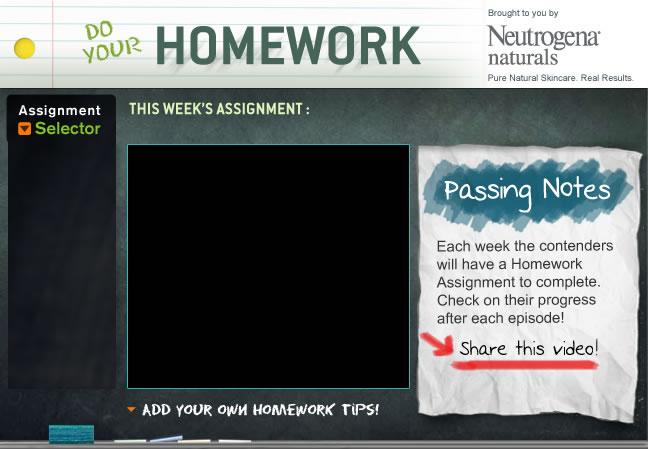 DO YOUR HOMEWORK
Brought to you by
Neutrogena®
naturals
Pure Natural Skincare. Real Results.
Assignment
Selector
THIS WEEK'S ASSIGNMENT :
Passing Notes
Each week the contenders
will have a Homework
Assignment to complete.
Check on their progress
after each episode!
Share this video!
ADD YOUR OWN HOMEWORK TIPS!